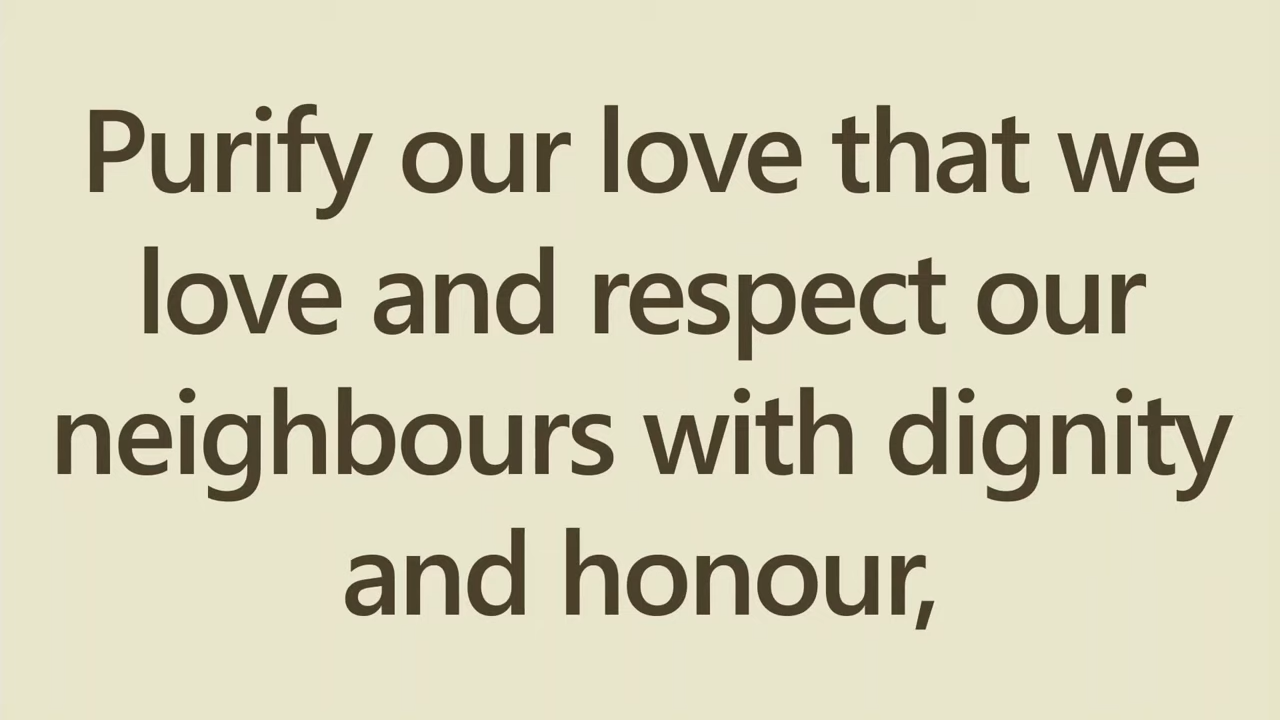 Purify our love that we
love and respect our
neighbours with dignity
and honour,